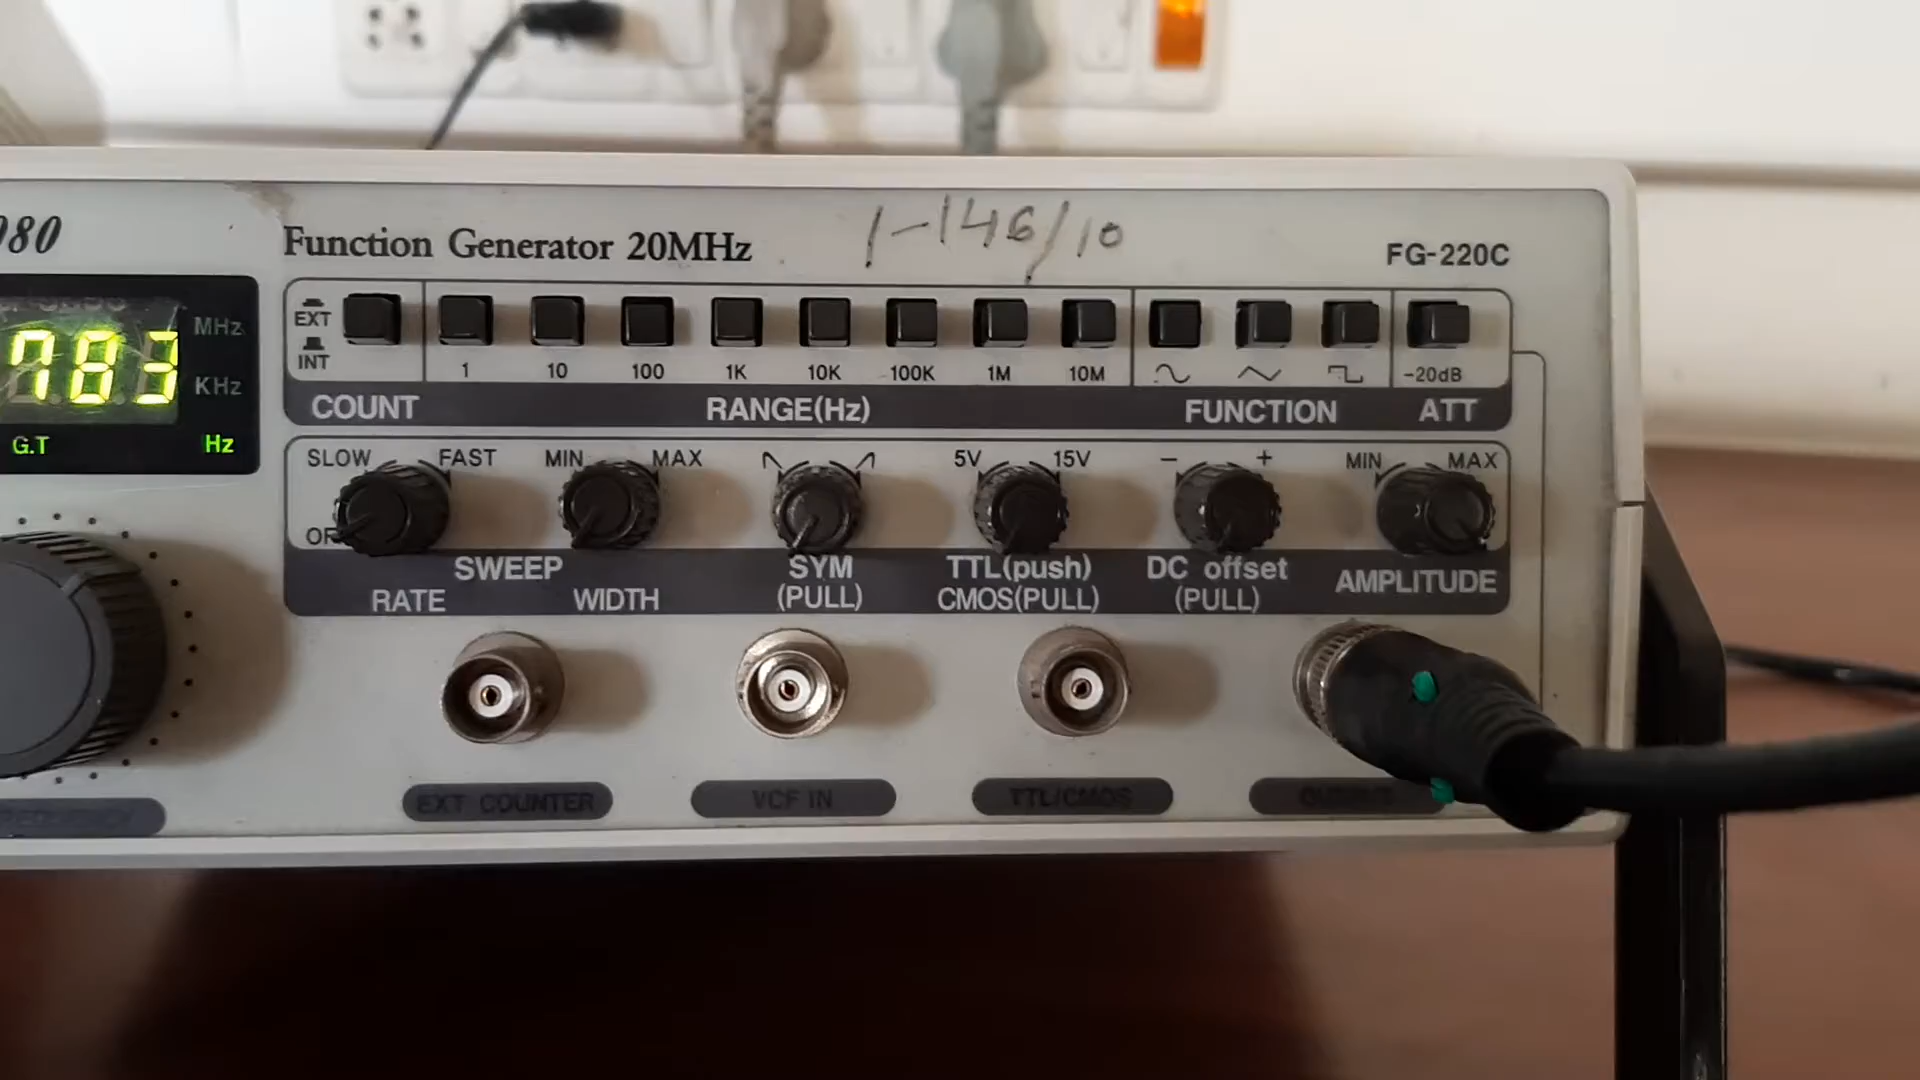 080
Function Generator 20MHz
1-146/10
FG-220C
EXT
INT
1 10 100 1K 10K 100K 1M 10M
-20dB
COUNT RANGE(Hz) FUNCTION ATT
MHz
783
KHz
G.T Hz
SLOW FAST MIN MAX 5V 15V - + MIN MAX
SWEEP
RATE WIDTH
SYM
(PULL)
TTL(push)
CMOS(PULL)
DC offset
(PULL)
AMPLITUDE
FREQUENCY EXT COUNTER VCF IN TTL/CMOS OUTPUT